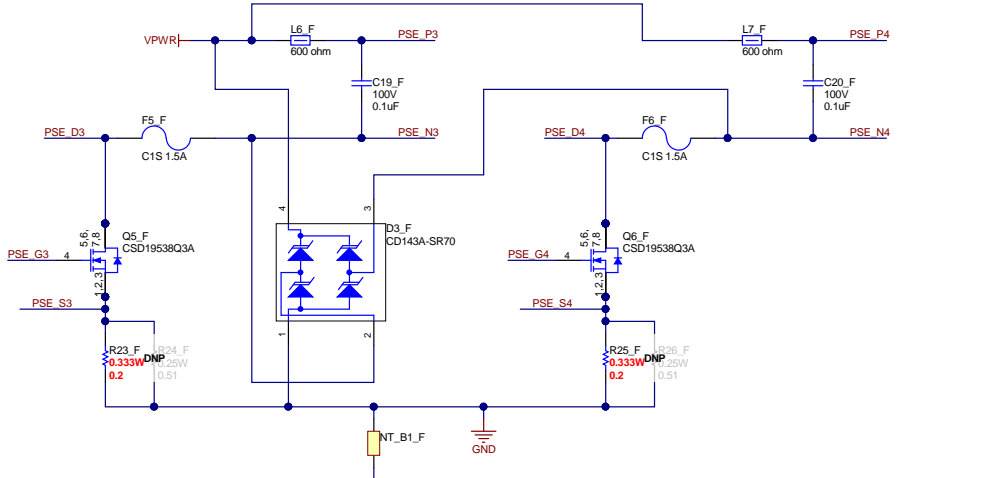 L6_F
600 ohm
VPWR
PSE_P3
L7_F
600 ohm
PSE_P4
C19_F
100V
0.1uF
C20_F
100V
0.1uF
PSE_D3
F5_F
C1S 1.5A
PSE_N3
PSE_D4
F6_F
C1S 1.5A
PSE_N4
4
3
D3_F
CD143A-SR70
1
2
5,6,
7,8
Q5_F
CSD19538Q3A
PSE_G3
4
1,2,3
PSE_S3
5,6,
7,8
Q6_F
CSD19538Q3A
PSE_G4
4
1,2,3
PSE_S4
R23_F
0.333W
0.2
DNP
R24_F
0.25W
0.51
R25_F
0.333W
0.2
DNP
R26_F
0.25W
0.51
NT_B1_F
GND